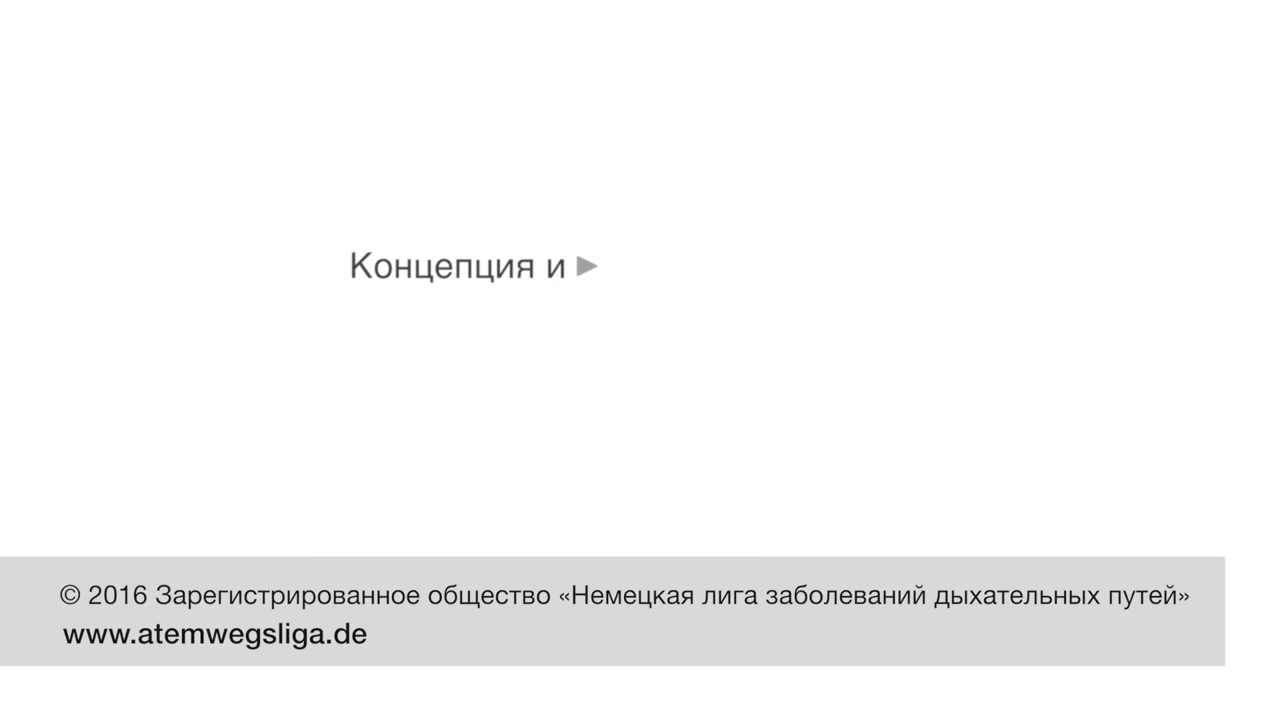 Концепция и
© 2016 Зарегистрированное общество «Немецкая лига заболеваний дыхательных путей»
www.atemwegsliga.de